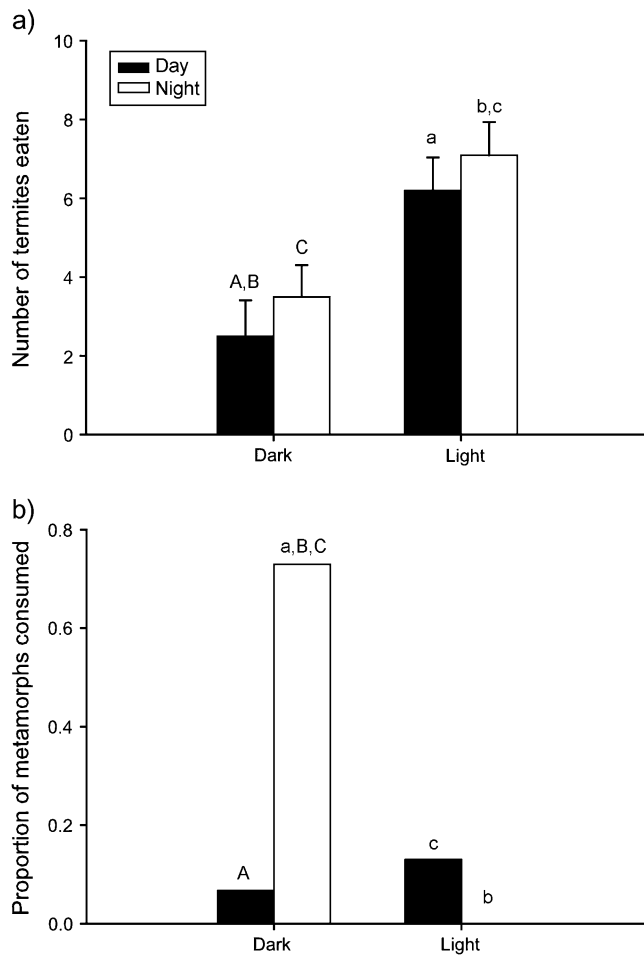 a)
10
8
6
4
2
0
Number of termites eaten
Day
Night
A,B
C
a
b,c
Dark
Light
b)
0.8
0.6
0.4
0.2
0.0
Proportion of metamorphs consumed
A
a,B,C
c
b
Dark
Light